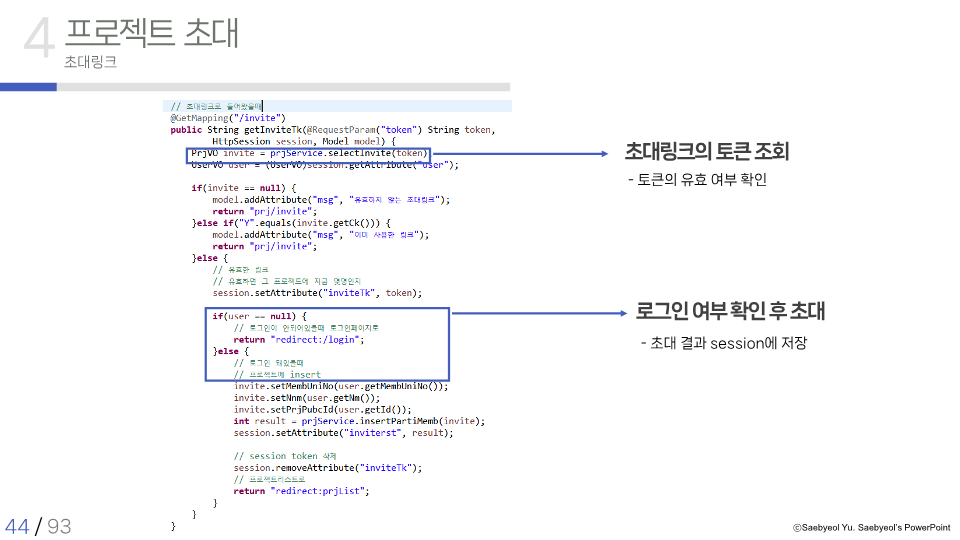 4 프로젝트 초대
초대링크
// 초대링크로 들어왔을때
@GetMapping("/invite")
public String getInviteTk(@RequestParam("token") String token,
HttpSession session, Model model) {
PrjVO invite = prjService.selectInvite(token)
UserVO user = (UserVO)session.getAttribute("user");
if(invite == null) {
model.addAttribute("msg", "유효하지 않는 초대링크");
return "prj/invite";
}else if("Y".equals(invite.getCk())) {
model.addAttribute("msg", "이미 사용한 링크");
return "prj/invite";
}else {
// 유효한 링크
// 유효하면 그 프로젝트에 지금 몇명인지
session.setAttribute("inviteTk", token);
if(user == null) {
// 로그인이 안되어있을때 로그인페이지로
return "redirect:/login";
}else {
// 로그인 돼있을때
// 프로젝트에 insert
invite.setMembUniNo(user.getMembUniNo());
invite.setNnm(user.getNm());
invite.setPrjPubcId(user.getId());
int result = prjService.insertPartiMemb(invite);
session.setAttribute("inviterst", result);
// session token 삭제
session.removeAttribute("inviteTk");
// 프로젝트리스트로
return "redirect:prjList";
}
}
}
초대링크의 토큰 조회
- 토큰의 유효 여부 확인
로그인 여부 확인 후 초대
- 초대 결과 session에 저장
44 / 93
ⓒSaebyeol Yu. Saebyeol's PowerPoint